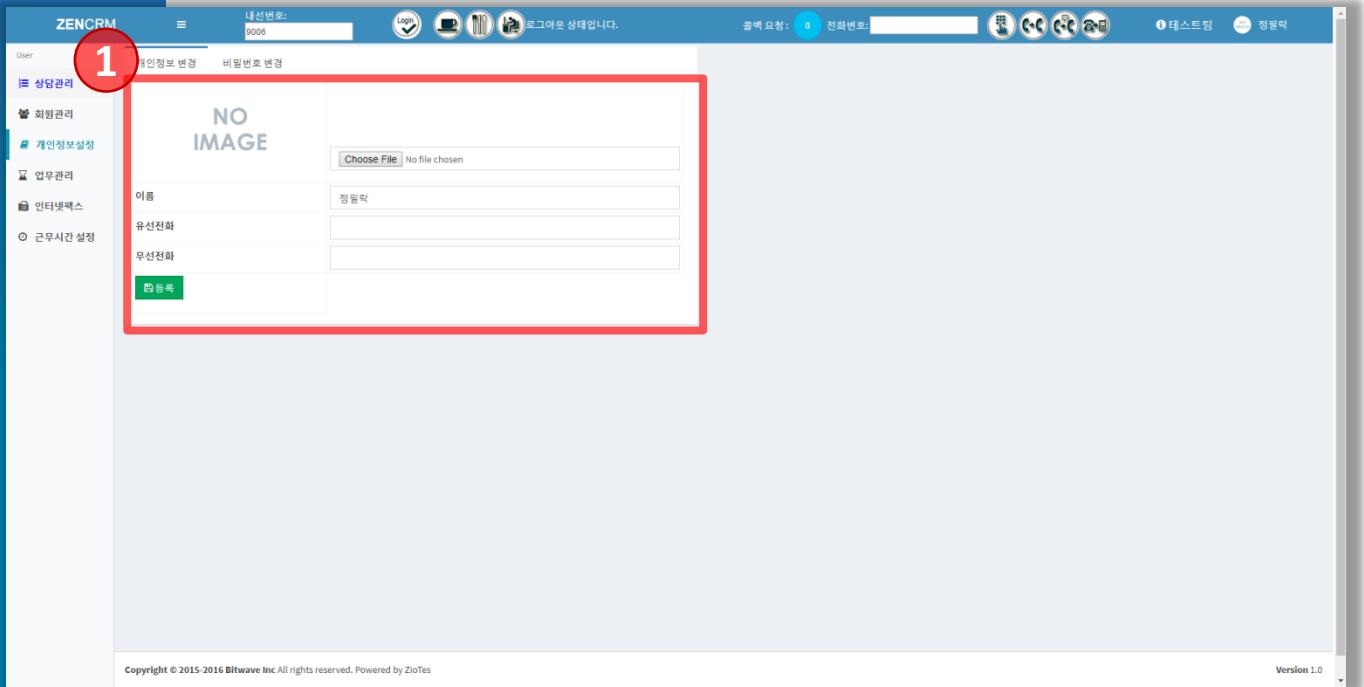 ZENCRM
내선번호:
9006
Login
로그아웃 상태입니다.
콜백 요청 : 0 전화번호:
테스트팀
정필락
User
1
개인정보 변경 비밀번호 변경
상담관리
회원관리
개인정보설정
업무관리
인터넷팩스
근무시간 설정
NO
IMAGE
Choose File No file chosen
이름 정필락
유선전화
무선전화
등록
Copyright © 2015-2016 Bitwave Inc All rights reserved. Powered by ZioTes
Version 1.0